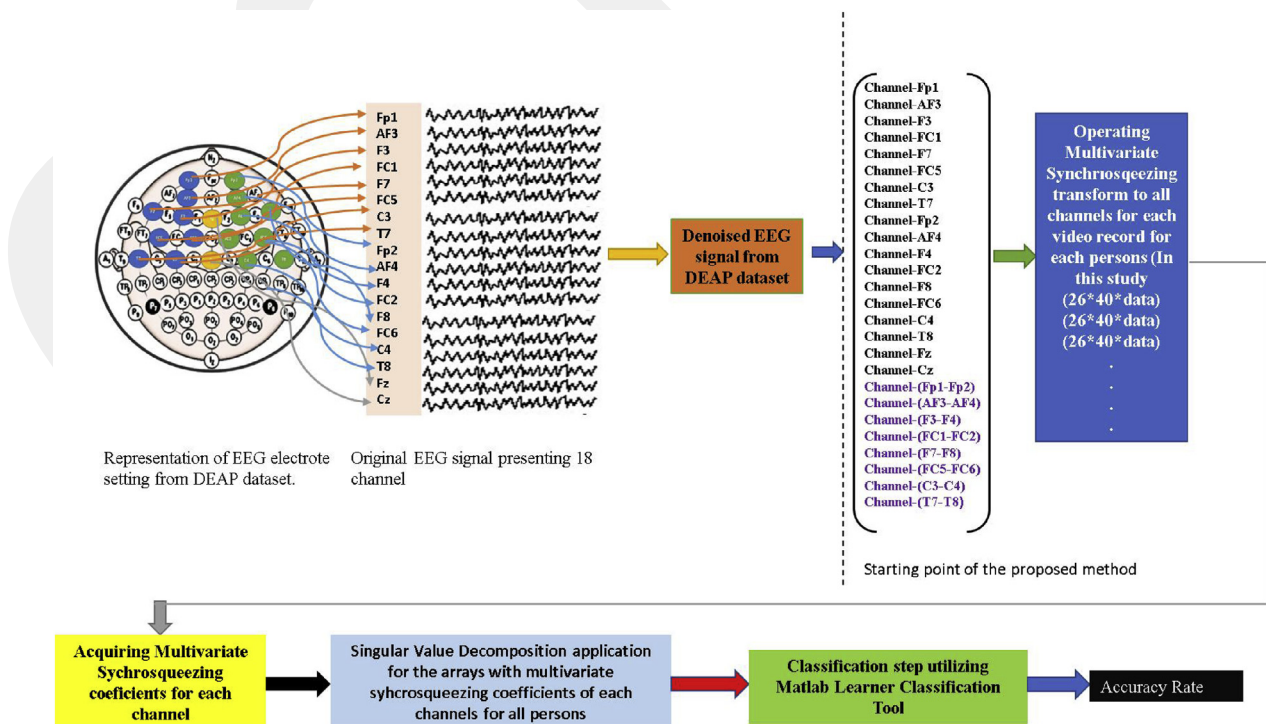 Fp1
AF3
F3
FC1
F7
FC5
C3
T7
Fp2
AF4
F4
FC2
F8
FC6
C4
T8
Fz
Cz
Representation of EEG electrote
setting from DEAP dataset.
Original EEG signal presenting 18
channel
Denoised EEG
signal from
DEAP dataset
Channel-Fp1
Channel-AF3
Channel-F3
Channel-FC1
Channel-F7
Channel-FC5
Channel-C3
Channel-T7
Channel-Fp2
Channel-AF4
Channel-F4
Channel-FC2
Channel-F8
Channel-FC6
Channel-C4
Channel-T8
Channel-Fz
Channel-Cz
Channel-(Fp1-Fp2)
Channel-(AF3-AF4)
Channel-(F3-F4)
Channel-(FC1-FC2)
Channel-(F7-F8)
Channel-(FC5-FC6)
Channel-(C3-C4)
Channel-(T7-T8)
Starting point of the proposed method
Operating
Multivariate
Synchrıosqeezing
transform to all
channels for each
video record for
each persons (In
this study
(26*40*data)
(26*40*data)
(26*40*data)
.
.
.
.
Acquiring Multivariate
Sychrosqueezing
coeficients for each
channel
Singular Value Decomposition application
for the arrays with multivariate
syhcrosqueezing coefficients of each
channels for all persons
Classification step utilizing
Matlab Learner Classification
Tool
Accuracy Rate